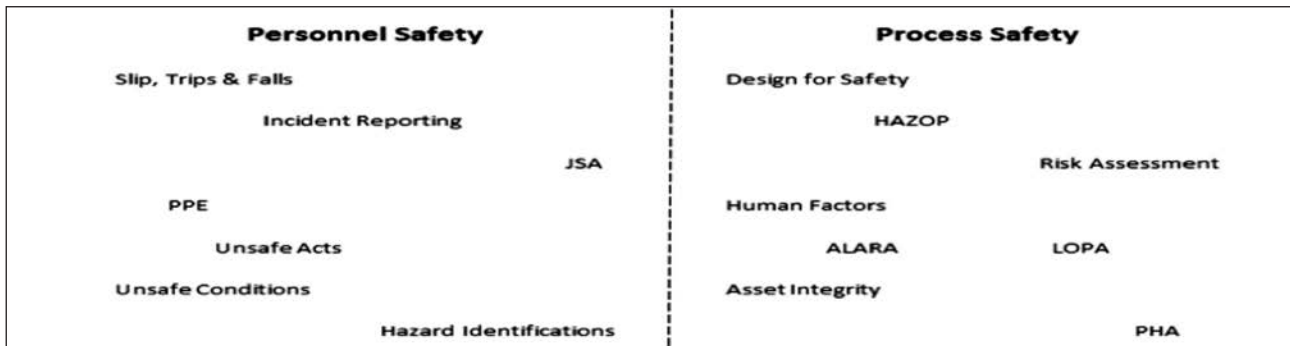 Personnel Safety
Slip, Trips & Falls
Incident Reporting
JSA
PPE
Unsafe Acts
Unsafe Conditions
Hazard Identifications
Process Safety
Design for Safety
HAZOP
Risk Assessment
Human Factors
ALARA LOPA
Asset Integrity
PHA